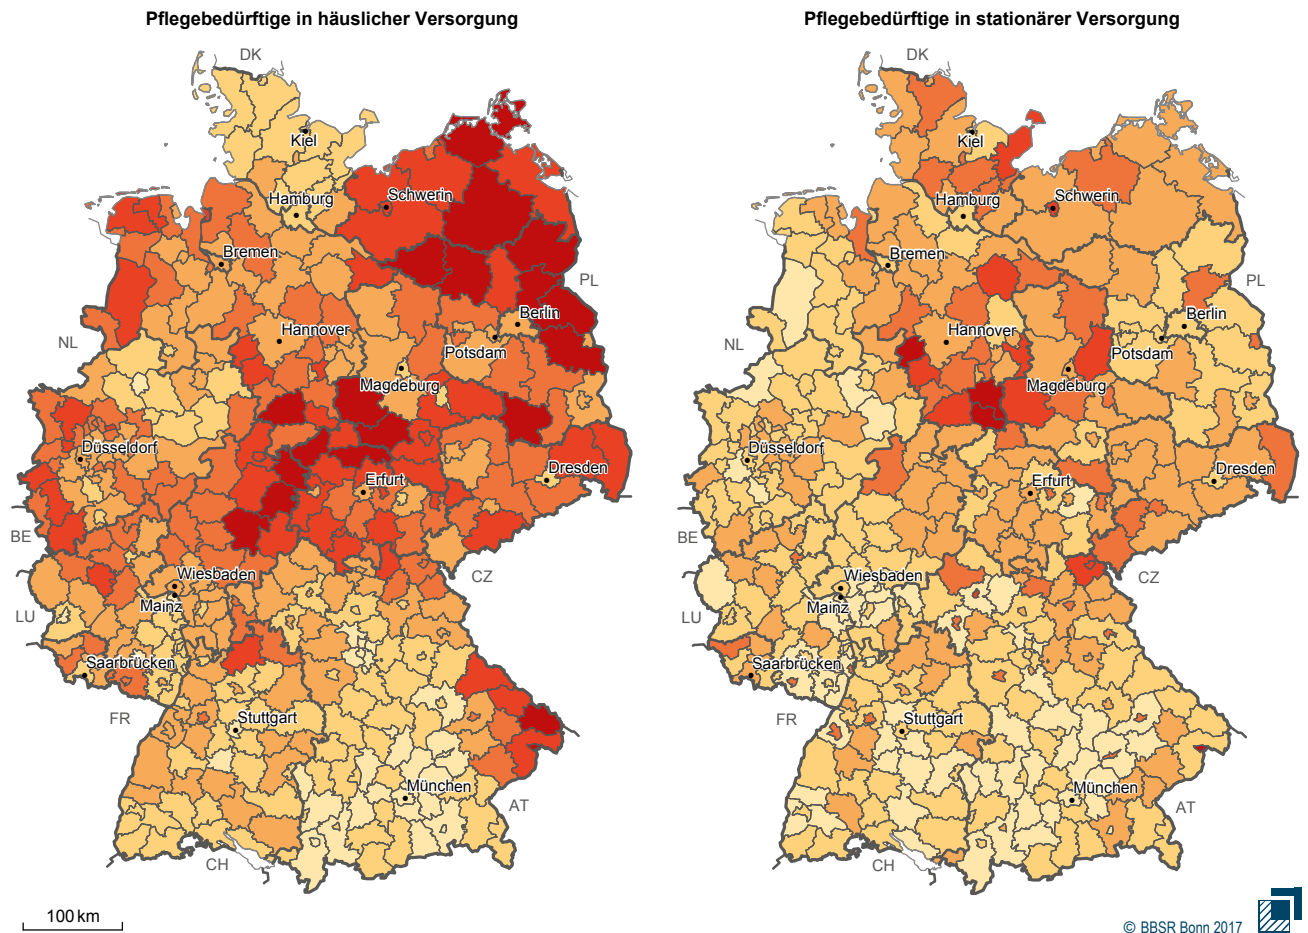 Pflegebedürftige in häuslicher Versorgung
DK
Kiel
Hamburg
Schwerin
Bremen
PL
Berlin
Hannover
NL
Potsdam
Magdeburg
Düsseldorf
Dresden
Erfurt
BE
Wiesbaden
CZ
Mainz
LU
Saarbrücken
FR
Stuttgart
München
AT
CH
100 km
Pflegebedürftige in stationärer Versorgung
DK
Kiel
Hamburg
Schwerin
Bremen
PL
Berlin
Hannover
NL
Potsdam
Magdeburg
Düsseldorf
Dresden
Erfurt
BE
Wiesbaden
CZ
Mainz
LU
Saarbrücken
FR
Stuttgart
München
AT
CH
© BBSR Bonn 2017